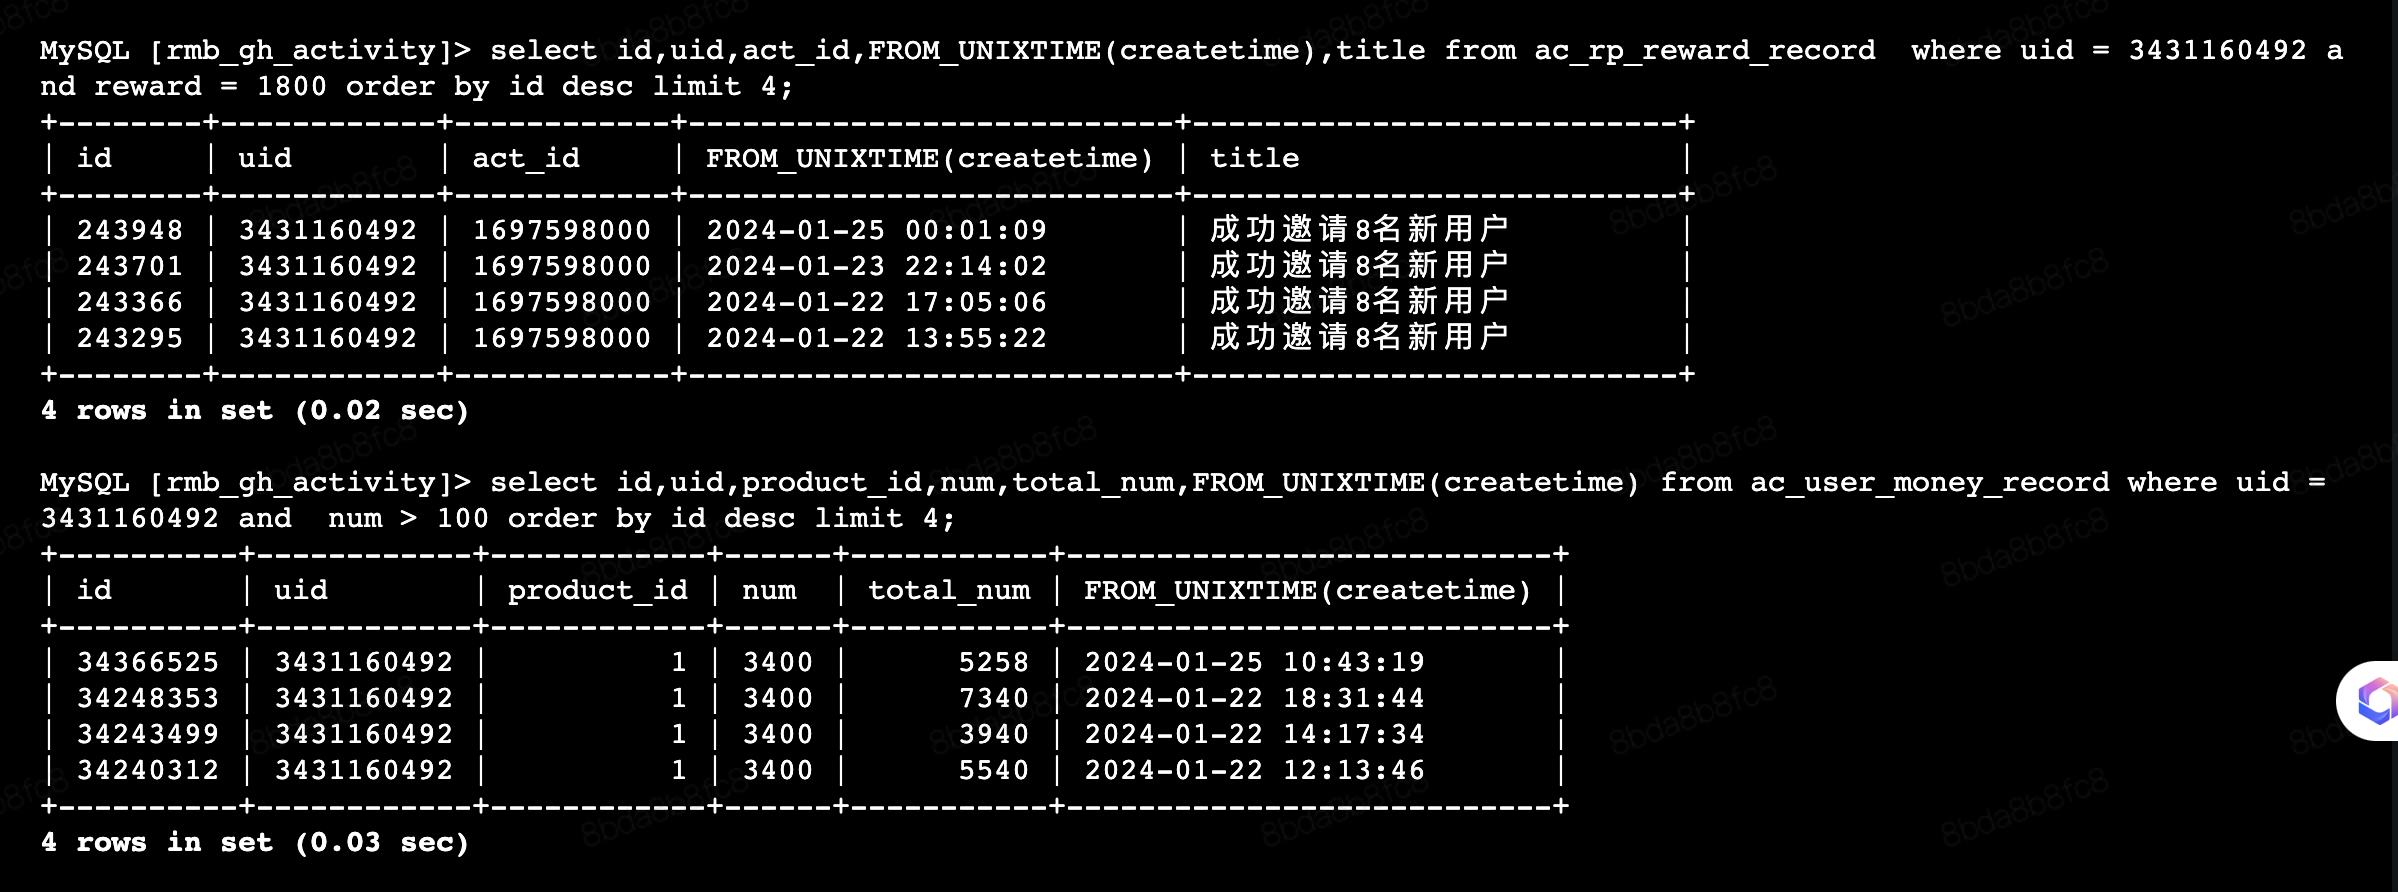 MySQL [rmb_gh_activity]> select id,uid,act_id,FROM_UNIXTIME(createtime),title from ac_rp_reward_record  where uid = 3431160492 a
nd reward = 1800 order by id desc limit 4;
+--------+------------+------------+---------------------------+---------------------------+
| id     | uid        | act_id     | FROM_UNIXTIME(createtime) | title                     |
+--------+------------+------------+---------------------------+---------------------------+
| 243948 | 3431160492 | 1697598000 | 2024-01-25 00:01:09       | 成功邀请8名新用户          |
| 243701 | 3431160492 | 1697598000 | 2024-01-23 22:14:02       | 成功邀请8名新用户          |
| 243366 | 3431160492 | 1697598000 | 2024-01-22 17:05:06       | 成功邀请8名新用户          |
| 243295 | 3431160492 | 1697598000 | 2024-01-22 13:55:22       | 成功邀请8名新用户          |
+--------+------------+------------+---------------------------+---------------------------+
4 rows in set (0.02 sec)
MySQL [rmb_gh_activity]> select id,uid,product_id,num,total_num,FROM_UNIXTIME(createtime) from ac_user_money_record where uid =
3431160492 and  num > 100 order by id desc limit 4;
+----------+------------+------------+------+-----------+---------------------------+
| id       | uid        | product_id | num  | total_num | FROM_UNIXTIME(createtime) |
+----------+------------+------------+------+-----------+---------------------------+
| 34366525 | 3431160492 |          1 | 3400 |      5258 | 2024-01-25 10:43:19       |
| 34248353 | 3431160492 |          1 | 3400 |      7340 | 2024-01-22 18:31:44       |
| 34243499 | 3431160492 |          1 | 3400 |      3940 | 2024-01-22 14:17:34       |
| 34240312 | 3431160492 |          1 | 3400 |      5540 | 2024-01-22 12:13:46       |
+----------+------------+------------+------+-----------+---------------------------+
4 rows in set (0.03 sec)
8bda8b8fc8